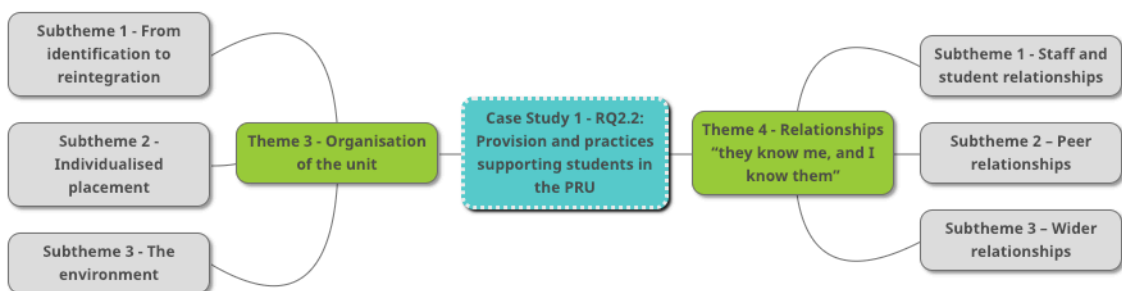 Subtheme 1 - From
identification to
reintegration
Subtheme 2 -
Individualised
placement
Subtheme 3 - The
environment
Theme 3 - Organisation
of the unit
Case Study 1 - RQ2.2:
Provision and practices
supporting students in
the PRU
Theme 4 - Relationships
“they know me, and I
know them”
Subtheme 1 - Staff and
student relationships
Subtheme 2 – Peer
relationships
Subtheme 3 – Wider
relationships